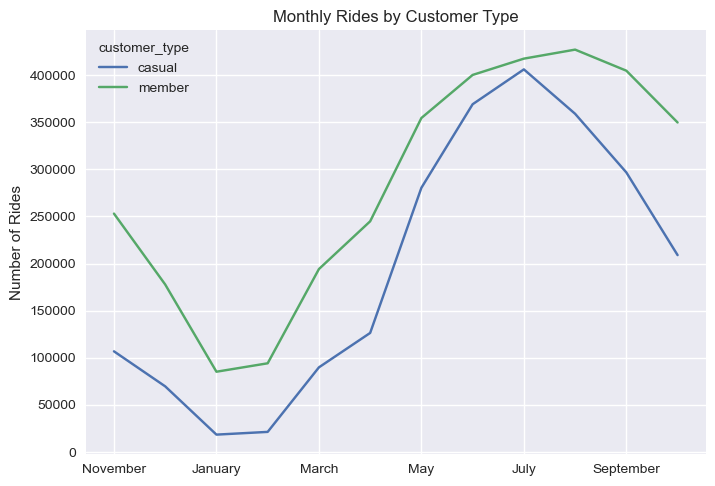 Monthly Rides by Customer Type
customer_type
casual
member
Number of Rides
400000
350000
300000
250000
200000
150000
100000
50000
0
November January March May July September